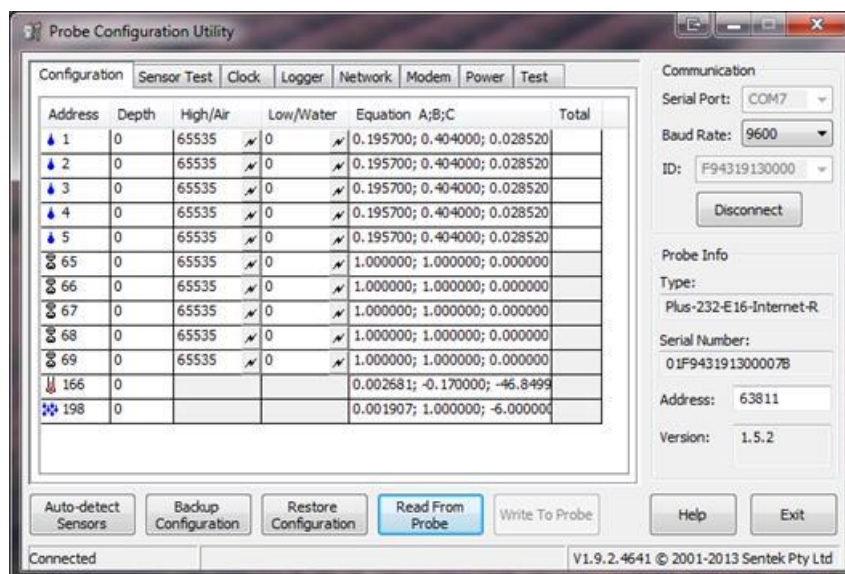 Probe Configuration Utility
Configuration Sensor Test Clock Logger Network Modem Power Test
Address Depth High/Air Low/Water Equation A;B;C Total
1 0 65535 0 0.195700; 0.404000; 0.028520
2 0 65535 0 0.195700; 0.404000; 0.028520
3 0 65535 0 0.195700; 0.404000; 0.028520
4 0 65535 0 0.195700; 0.404000; 0.028520
5 0 65535 0 0.195700; 0.404000; 0.028520
65 0 65535 0 1.000000; 1.000000; 0.000000
66 0 65535 0 1.000000; 1.000000; 0.000000
67 0 65535 0 1.000000; 1.000000; 0.000000
68 0 65535 0 1.000000; 1.000000; 0.000000
69 0 65535 0 1.000000; 1.000000; 0.000000
166 0 0.002681; -0.170000; -46.8499
198 0 0.001907; 1.000000; -6.000000
Communication
Serial Port: COM7
Baud Rate: 9600
ID: F94319130000
Disconnect
Probe Info
Type:
Plus-232-E16-Internet-R
Serial Number:
01F943191300007B
Address: 63811
Version: 1.5.2
Auto-detect Sensors
Backup Configuration
Restore Configuration
Read From Probe
Write To Probe
Help
Exit
Connected
V1.9.2.4641 © 2001-2013 Sentek Pty Ltd